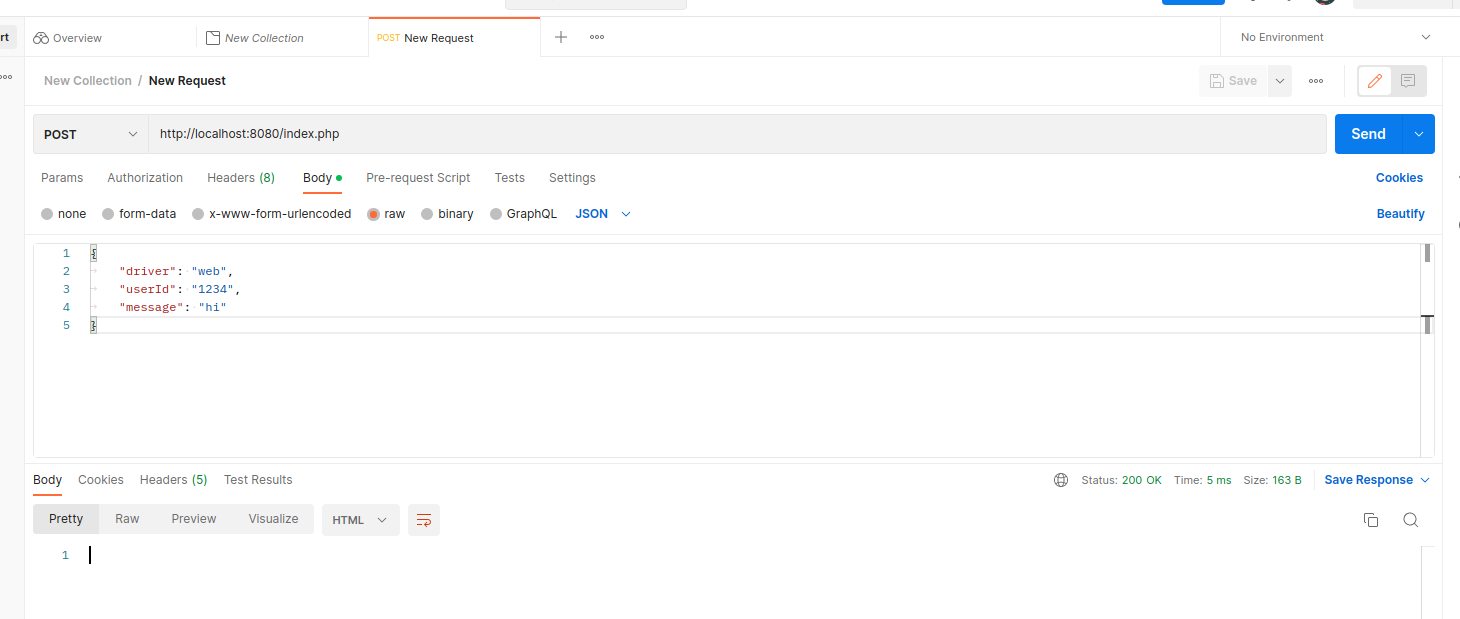 rt Overview New Collection POST New Request No Environment
New Collection / New Request Save
POST http://localhost:8080/index.php Send
Params Authorization Headers (8) Body Pre-request Script Tests Settings Cookies
none form-data x-www-form-urlencoded raw binary GraphQL JSON Beautify
1 {
2 "driver": "web",
3 "userId": "1234",
4 "message": "hi"
5 }
Body Cookies Headers (5) Test Results Status: 200 OK Time: 5 ms Size: 163 B Save Response
Pretty Raw Preview Visualize HTML
1